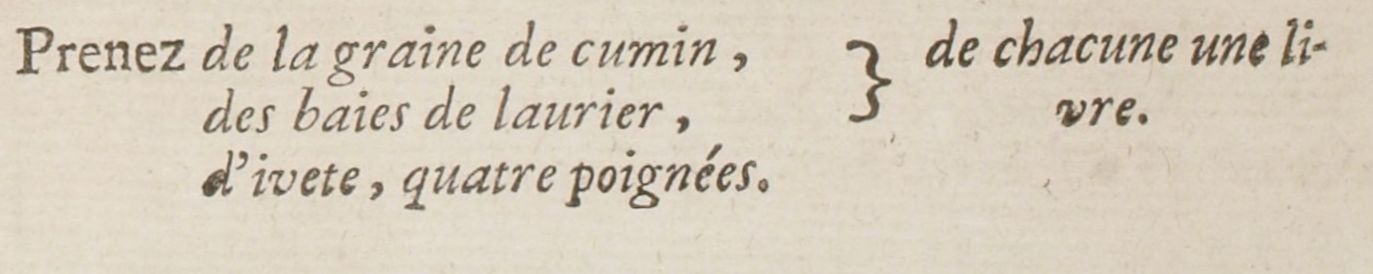 Prenez de la graine de cumin, } de chacune une li-
des baies de laurier, vre.
d'ivete, quatre poignées.